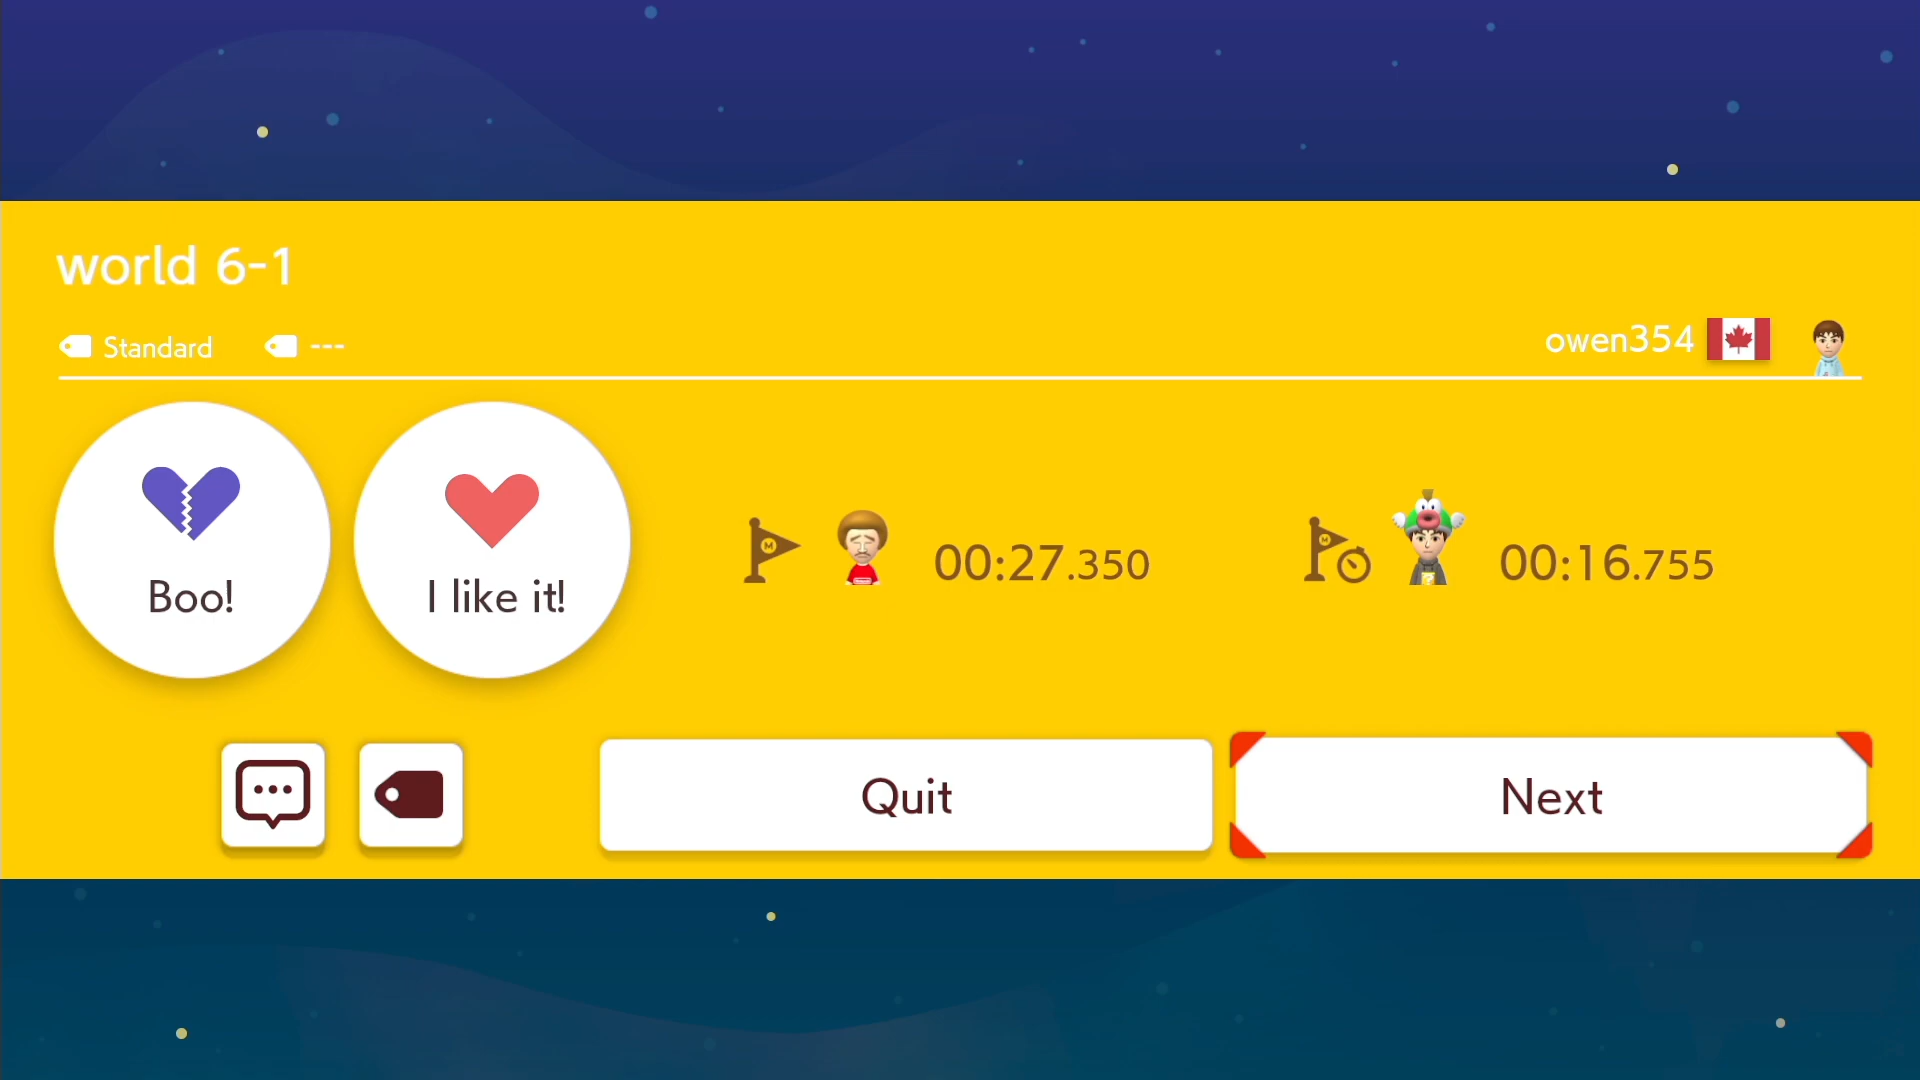 world 6-1
Standard
---
owen354
Boo!
I like it!
M
00:27.350
M
00:16.755
Quit
Next